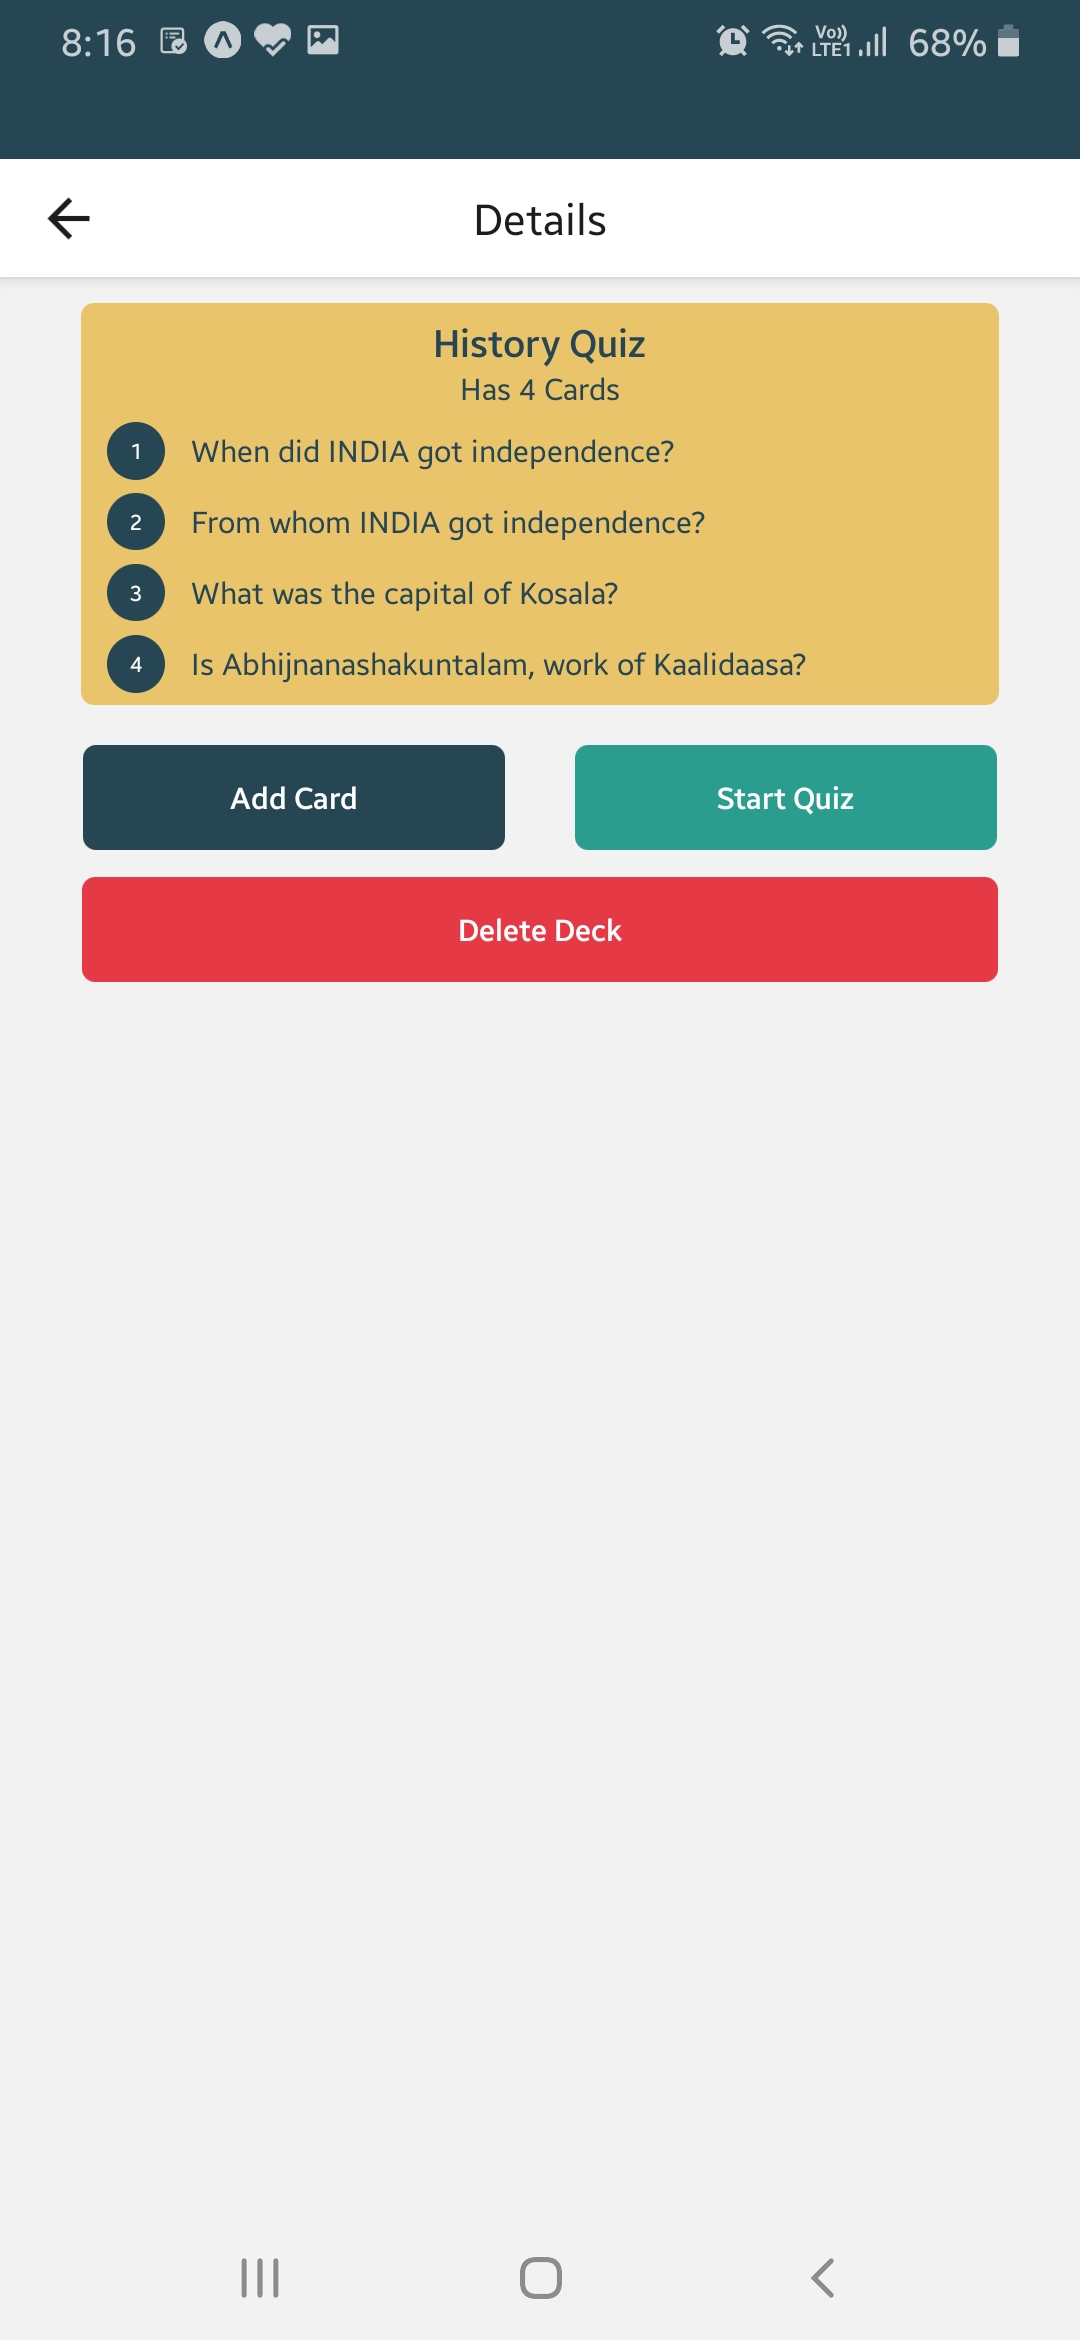 8:16 Vo)) LTE1 68%
Details
History Quiz
Has 4 Cards
1 When did INDIA got independence?
2 From whom INDIA got independence?
3 What was the capital of Kosala?
4 Is Abhijnanashakuntalam, work of Kaalidaasa?
Add Card Start Quiz
Delete Deck